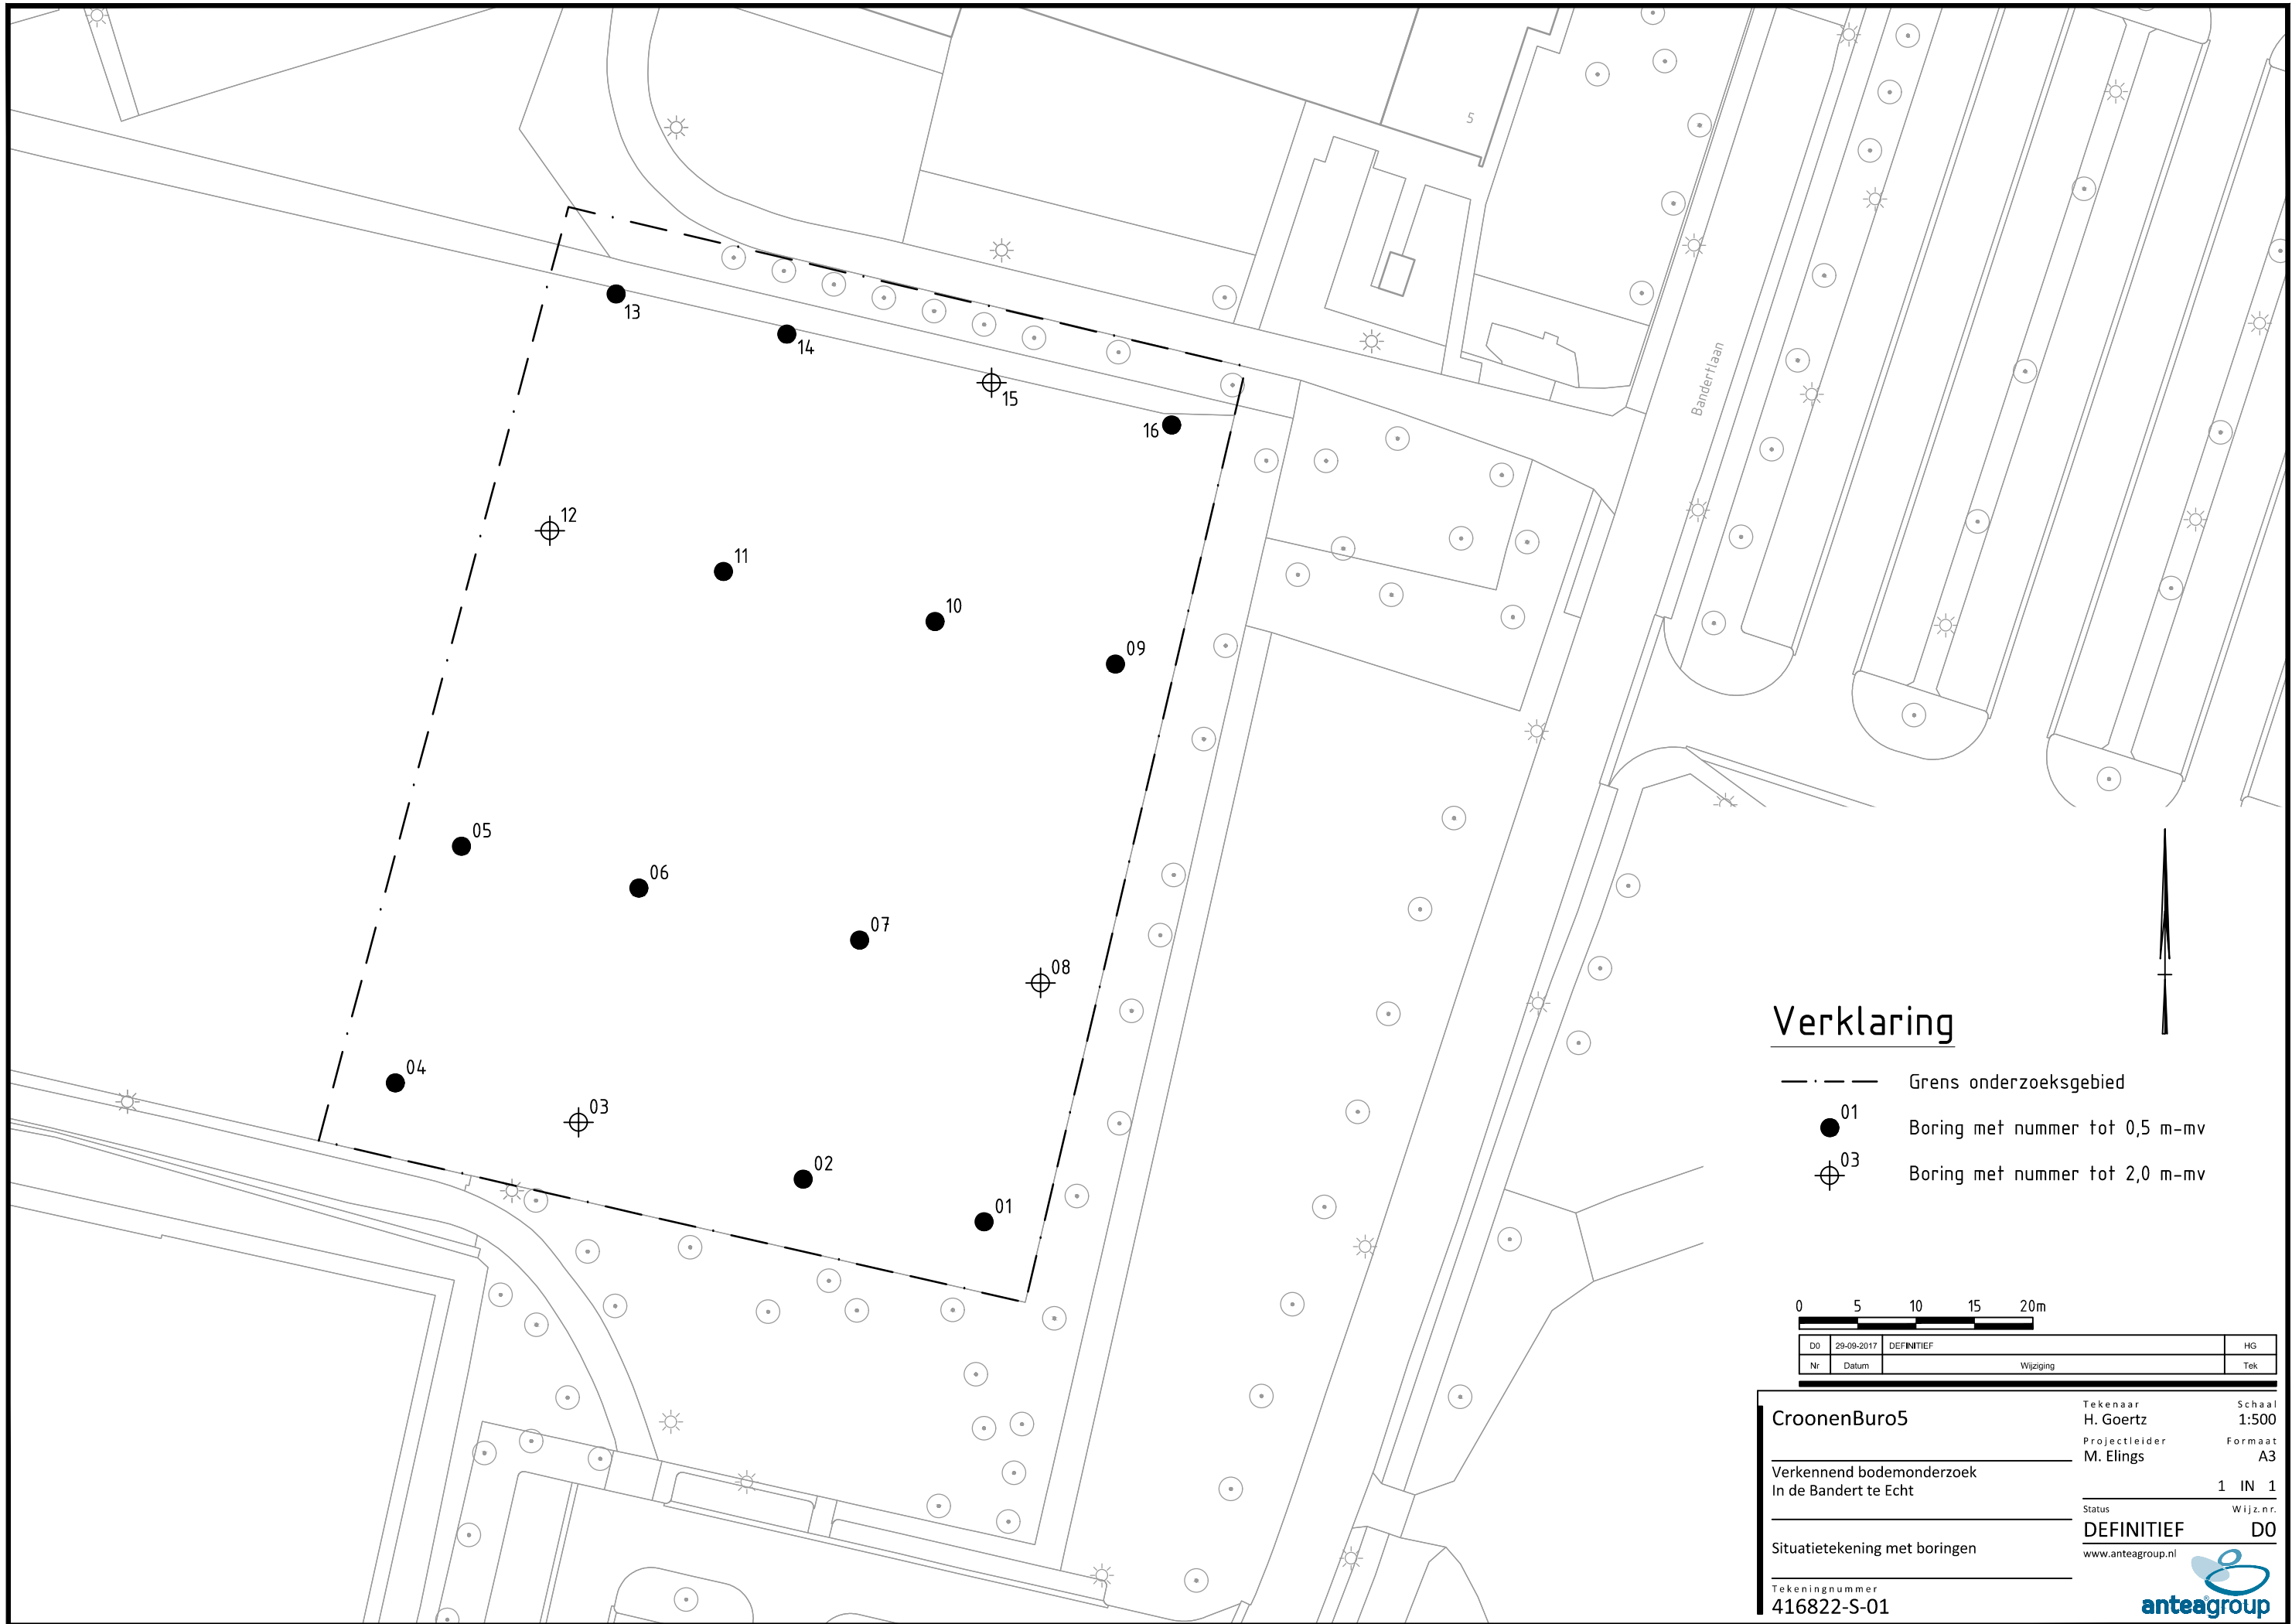 5
Bandertlaan
13
14
15
16
12
11
10
09
05
06
07
08
04
03
02
01
Verklaring
Grens onderzoeksgebied
01 Boring met nummer tot 0,5 m-mv
03 Boring met nummer tot 2,0 m-mv
0 5 10 15 20m
D0 29-09-2017 DEFINITIEF HG
Nr Datum Wijziging Tek
CroonenBuro5
Verkennend bodemonderzoek
In de Bandert te Echt
Situatietekening met boringen
Tekeningnummer
416822-S-01
Tekenaar Schaal
H. Goertz 1:500
Projectleider Formaat
M. Elings A3
1 IN 1
Status Wijz.nr.
DEFINITIEF D0
www.anteagroup.nl
anteagroup